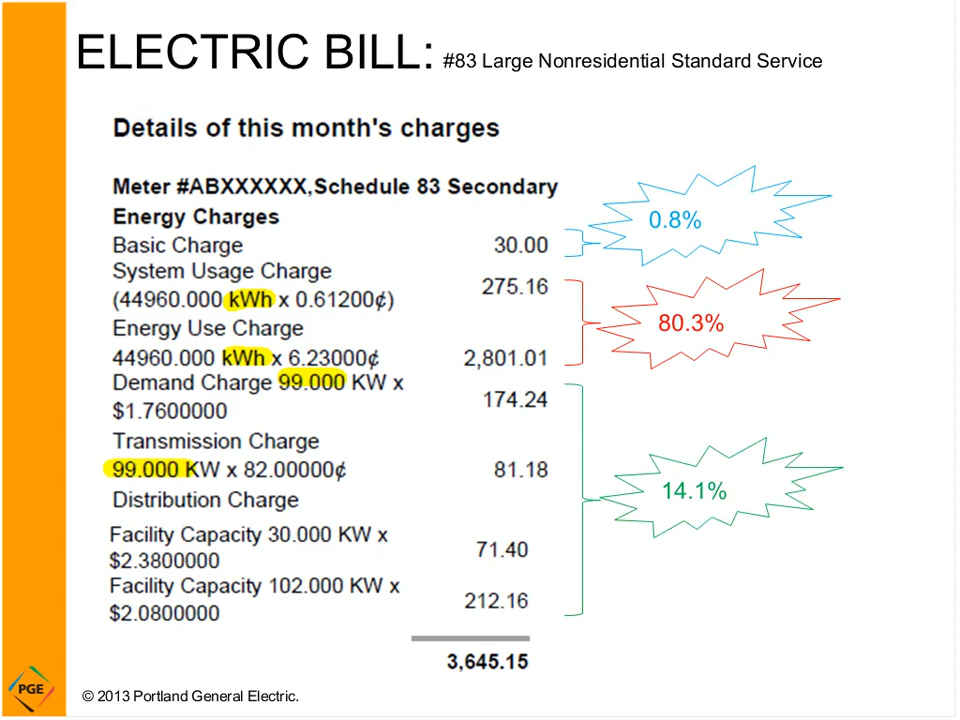 ELECTRIC BILL: #83 Large Nonresidential Standard Service
Details of this month's charges
Meter #ABXXXXXX,Schedule 83 Secondary
Energy Charges
Basic Charge 30.00
0.8%
System Usage Charge
(44960.000 kWh x 0.61200¢) 275.16
Energy Use Charge
44960.000 kWh x 6.23000¢ 2,801.01
80.3%
Demand Charge 99.000 KW x
$1.7600000 174.24
Transmission Charge
99.000 KW x 82.00000¢ 81.18
Distribution Charge
Facility Capacity 30.000 KW x
$2.3800000 71.40
Facility Capacity 102.000 KW x
$2.0800000 212.16
14.1%
3,645.15
PGE
© 2013 Portland General Electric.